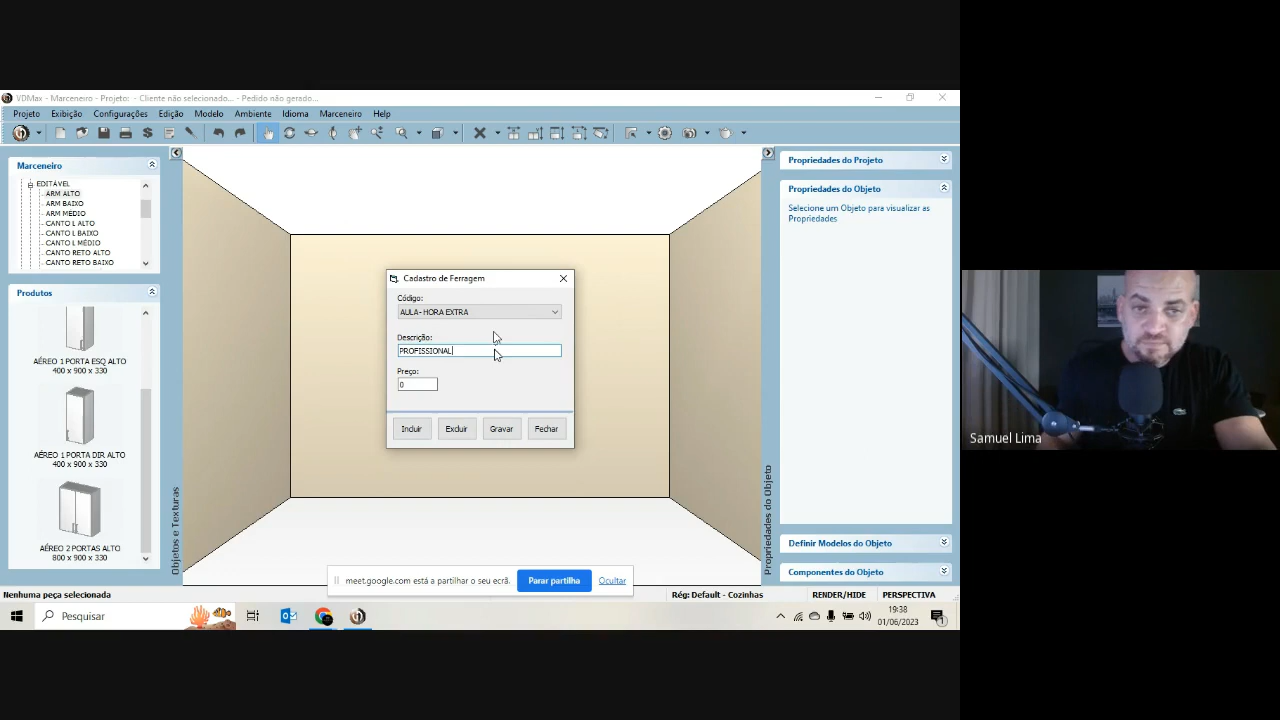 VDMax - Marceneiro - Projeto: - Cliente não selecionado... - Pedido não gerado...
Projeto Exibição Configurações Edição Modelo Ambiente Idioma Marceneiro Help
Marceneiro
EDITÁVEL
ARM ALTO
ARM BAIXO
ARM MÉDIO
CANTO L ALTO
CANTO L BAIXO
CANTO L MÉDIO
CANTO RETO ALTO
CANTO RETO BAIXO
Produtos
AÉREO 1 PORTA ESQ ALTO
400 x 900 x 330
AÉREO 1 PORTA DIR ALTO
400 x 900 x 330
AÉREO 2 PORTAS ALTO
800 x 900 x 330
Objetos e Texturas
Cadastro de Ferragem
Código:
AULA- HORA EXTRA
Descrição:
PROFISSIONAL
Preço:
0
Incluir Excluir Gravar Fechar
Propriedades do Objeto
Propriedades do Projeto
Propriedades do Objeto
Selecione um Objeto para visualizar as
Propriedades
Definir Modelos do Objeto
Componentes do Objeto
meet.google.com está a partilhar o seu ecrã. Parar partilha Ocultar
Nenhuma peça selecionada Rég: Default - Cozinhas RENDER/HIDE PERSPECTIVA
Pesquisar
19:38
01/06/2023
1
Samuel Lima